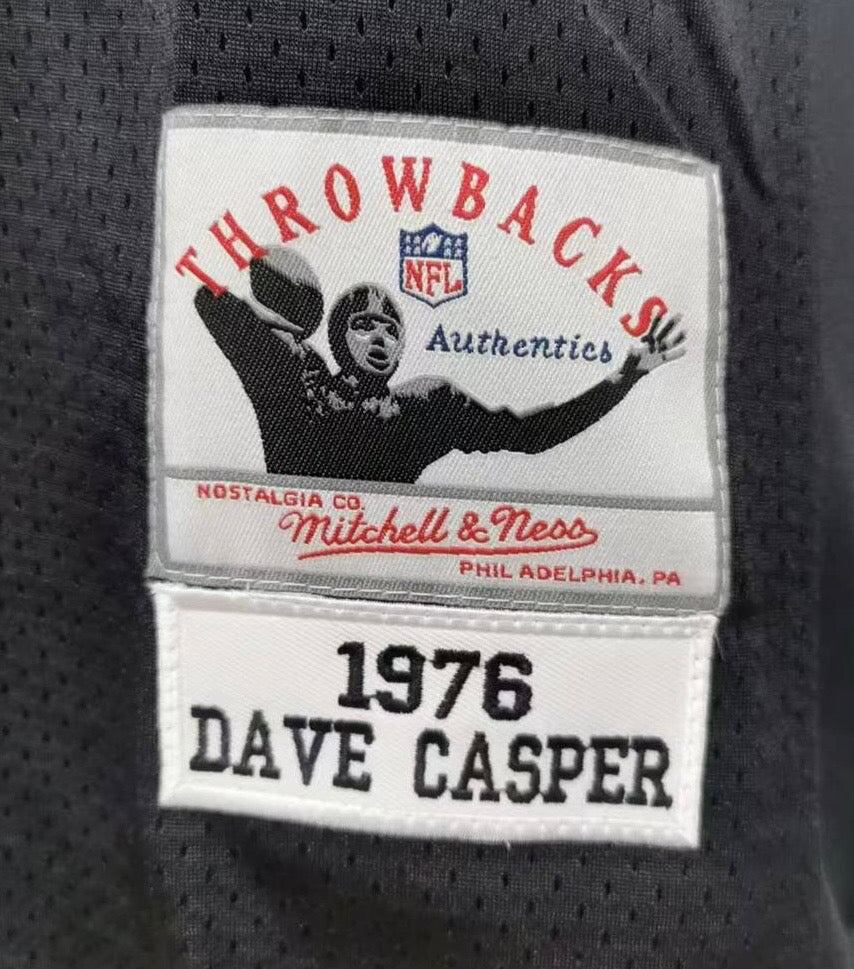 THROWBACKS
NFL
Authentics
NOSTALGIA CO.
Mitchell & Ness
PHILADELPHIA, PA
1976
DAVE CASPER